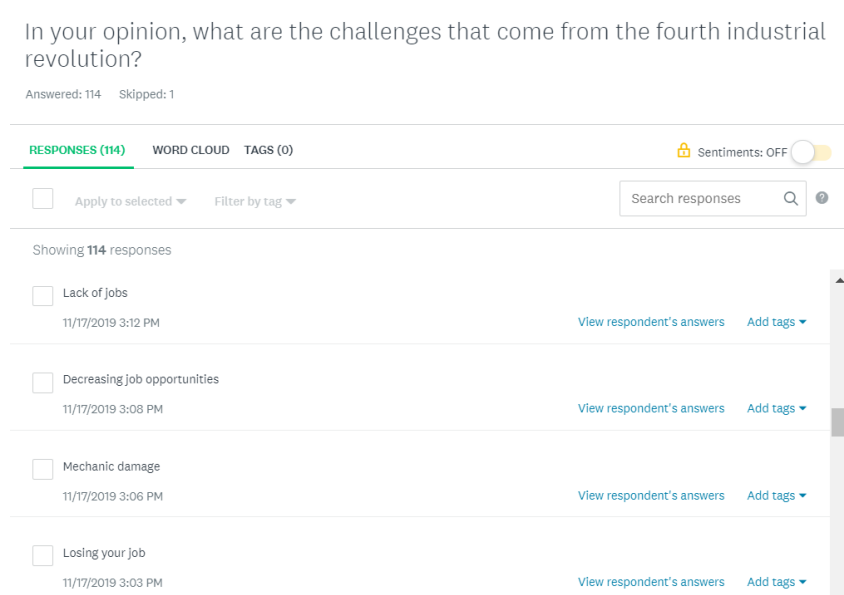 In your opinion, what are the challenges that come from the fourth industrial
revolution?
Answered: 114 Skipped: 1
RESPONSES (114) WORD CLOUD TAGS (0) Sentiments: OFF
Apply to selected Filter by tag Search responses ?
Showing 114 responses
Lack of jobs
11/17/2019 3:12 PM View respondent's answers Add tags
Decreasing job opportunities
11/17/2019 3:08 PM View respondent's answers Add tags
Mechanic damage
11/17/2019 3:06 PM View respondent's answers Add tags
Losing your job
11/17/2019 3:03 PM View respondent's answers Add tags